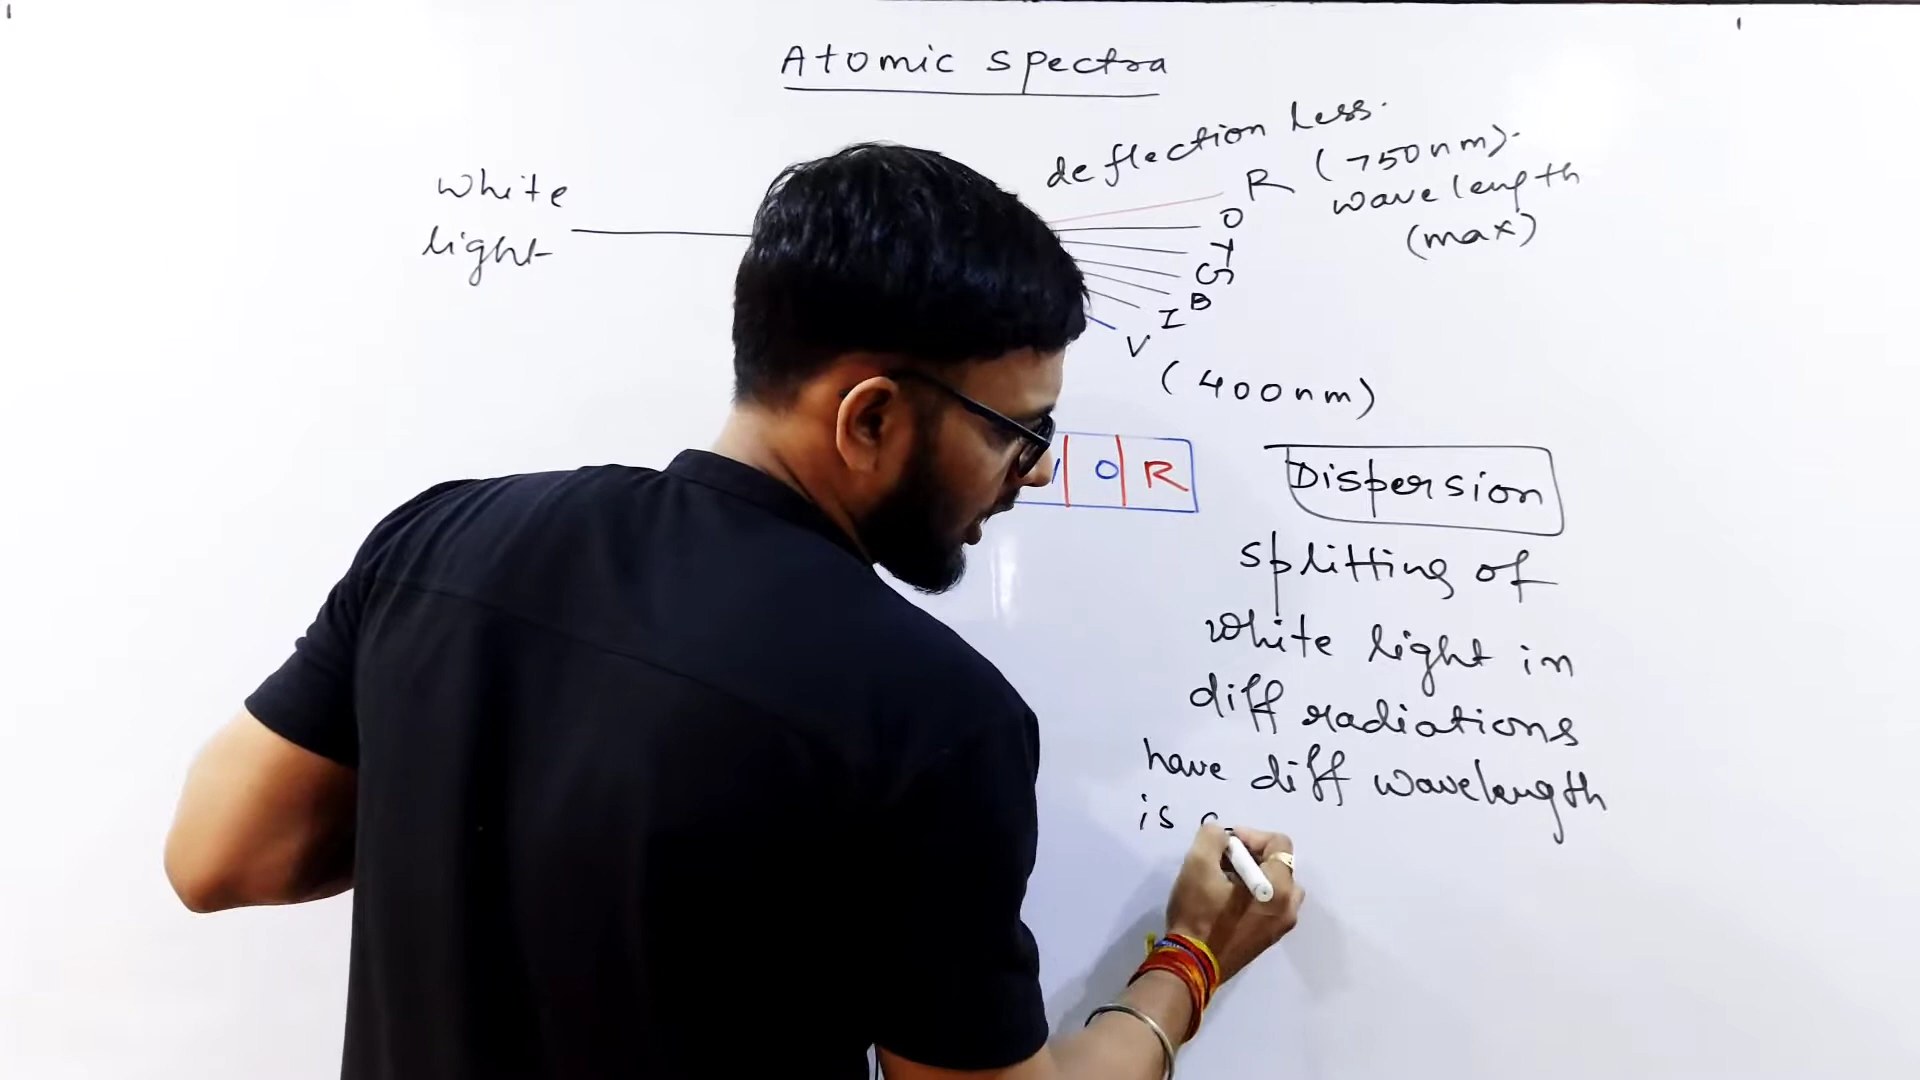 Atomic spectra
white
light
deflection less.
R (750nm).
wavelength
(max)
O
Y
G
B
I
V
(400nm)
O R
Dispersion
splitting of
white light in
diff radiations
have diff wavelength
is